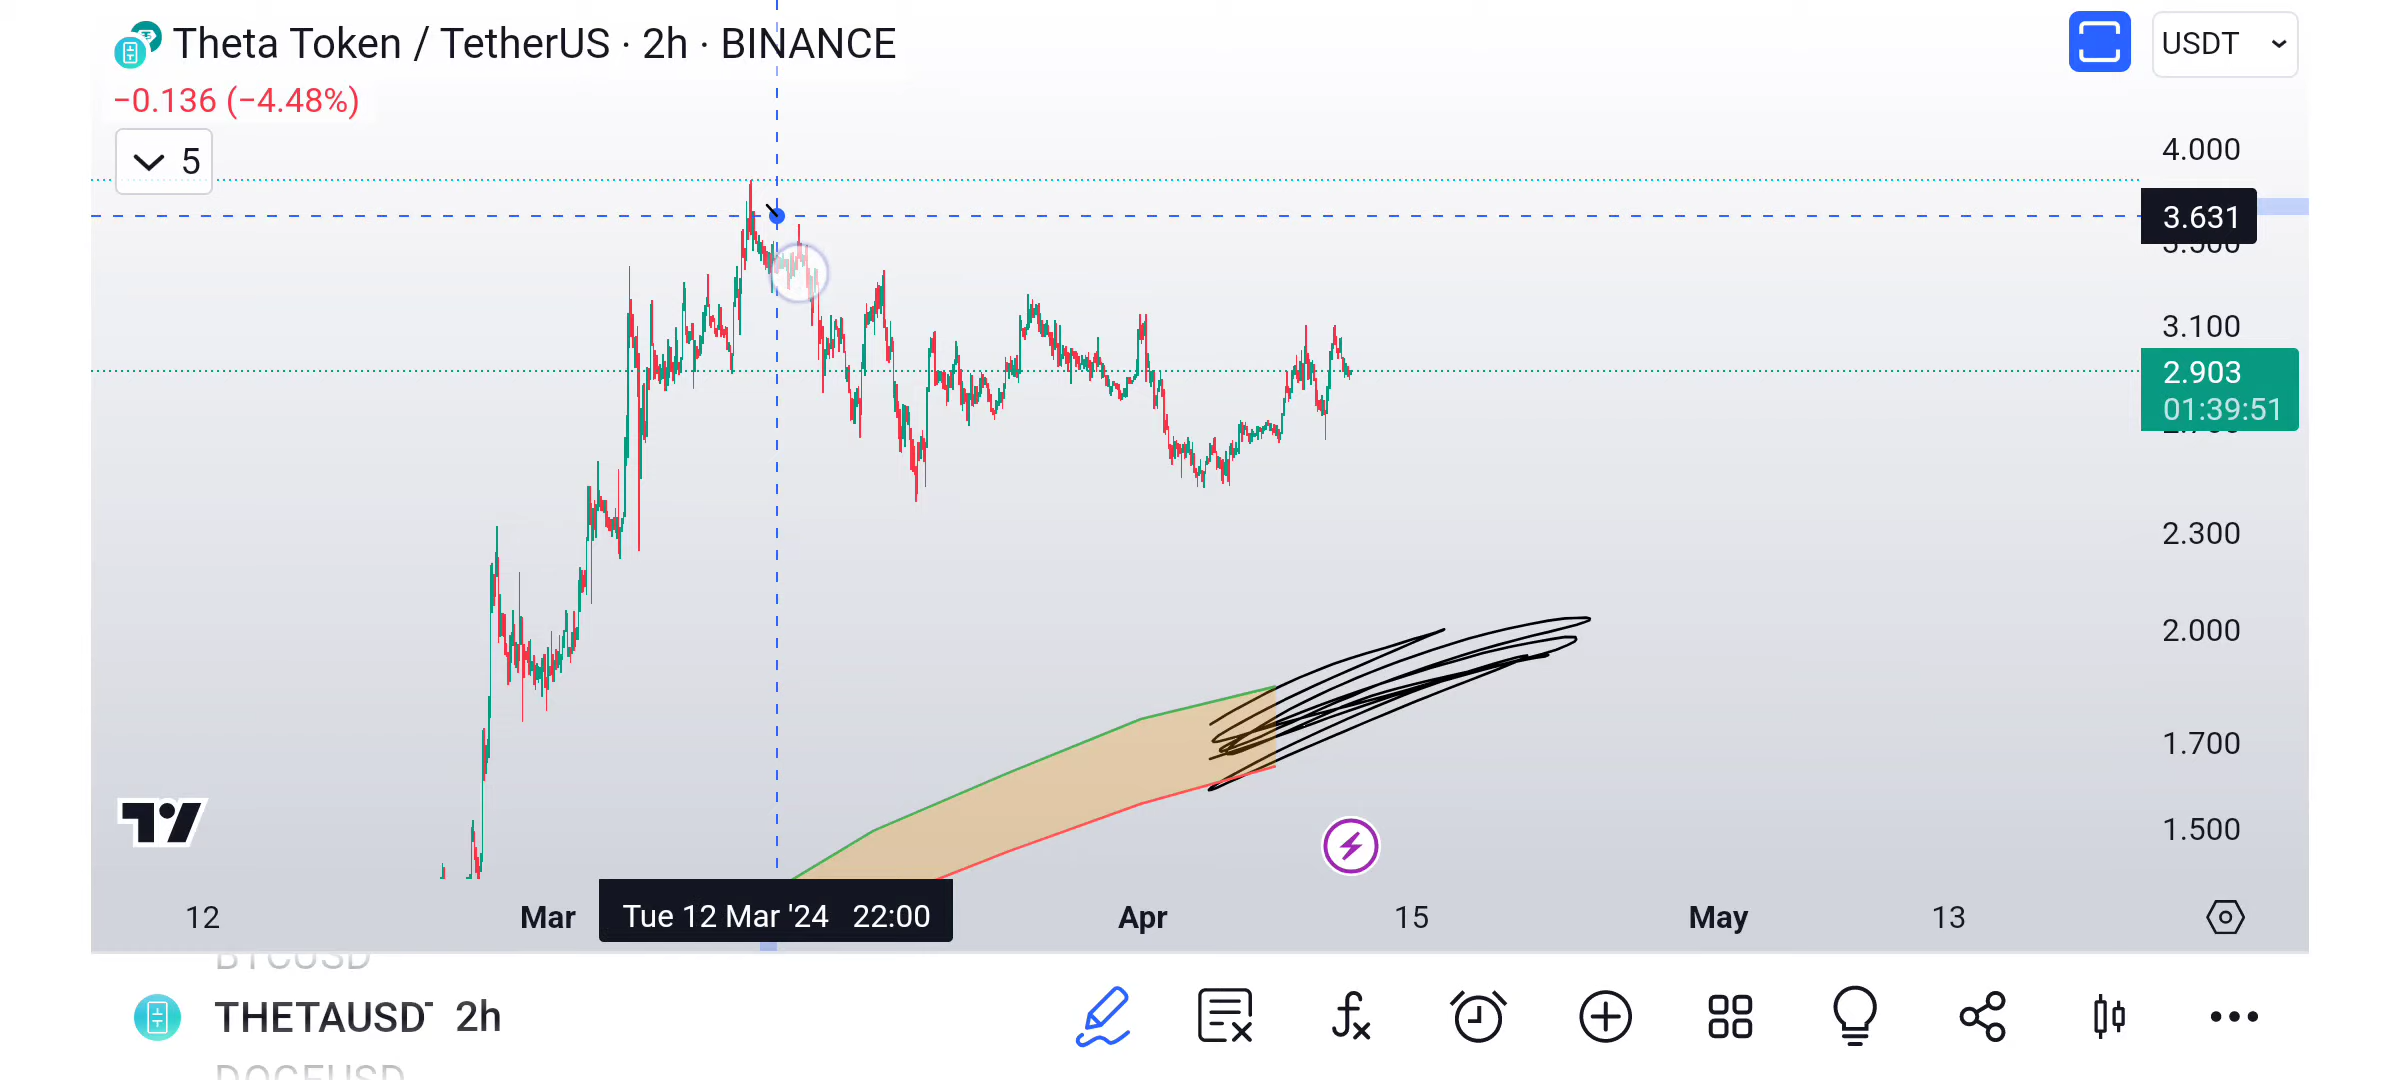 Theta Token / TetherUS · 2h · BINANCE
USDT
−0.136 (−4.48%)
5
4.000
3.631
3.100
2.903
01:39:51
2.300
2.000
1.700
1.500
12
Mar
Tue 12 Mar '24 22:00
Apr
15
May
13
BTCUSD
THETAUSD
2h
DOGEUSD